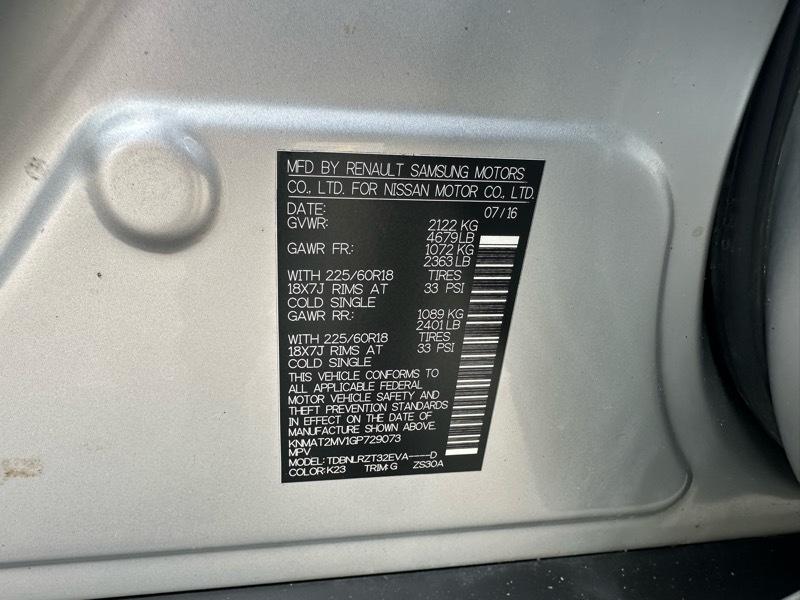 MFD BY RENAULT SAMSUNG MOTORS
CO., LTD. FOR NISSAN MOTOR CO., LTD.
DATE: 07/16
GVWR: 2122 KG
4679 LB
GAWR FR: 1072 KG
2363 LB
WITH 225/60R18 TIRES
18X7J RIMS AT 33 PSI
COLD SINGLE
GAWR RR: 1089 KG
2401 LB
WITH 225/60R18 TIRES
18X7J RIMS AT 33 PSI
COLD SINGLE
THIS VEHICLE CONFORMS TO
ALL APPLICABLE FEDERAL
MOTOR VEHICLE SAFETY AND
THEFT PREVENTION STANDARDS
IN EFFECT ON THE DATE OF
MANUFACTURE SHOWN ABOVE.
KNMAT2MV1GP729073
MPV
MODEL: TDBNLRZT32EVA----D
COLOR: K23 TRIM: G ZS30A